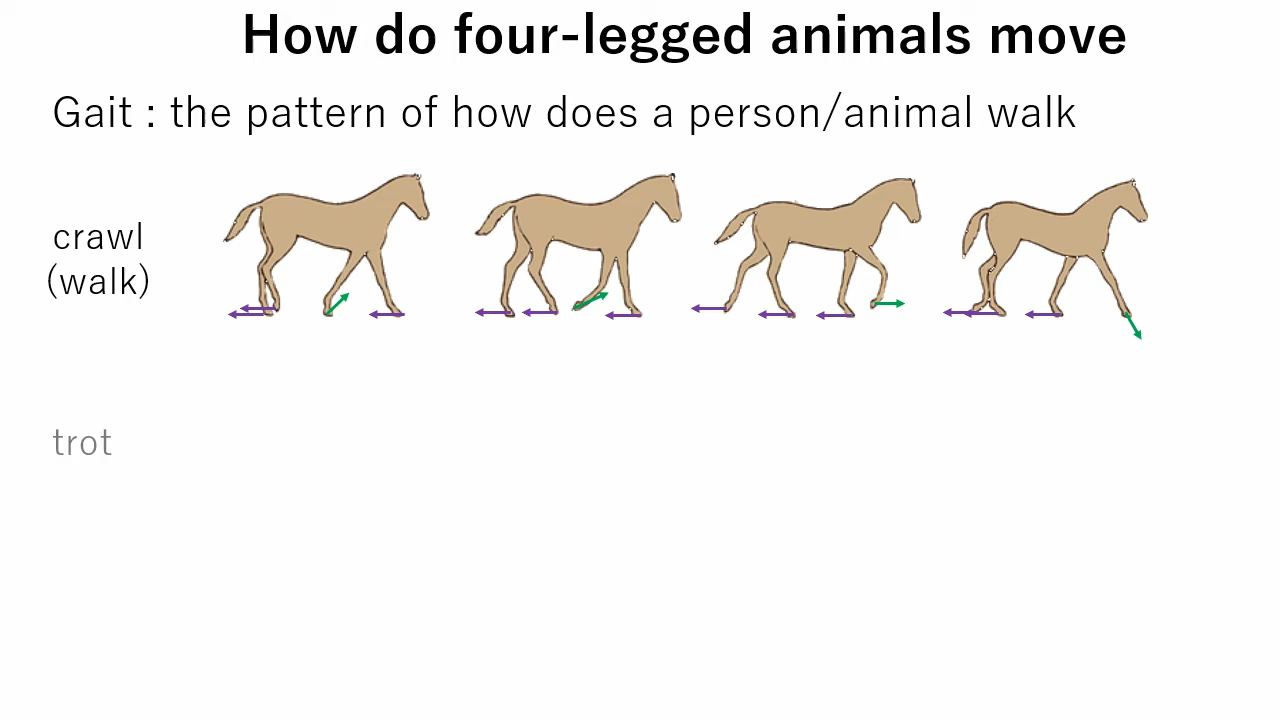 How do four-legged animals move
Gait : the pattern of how does a person/animal walk
crawl
(walk)
trot